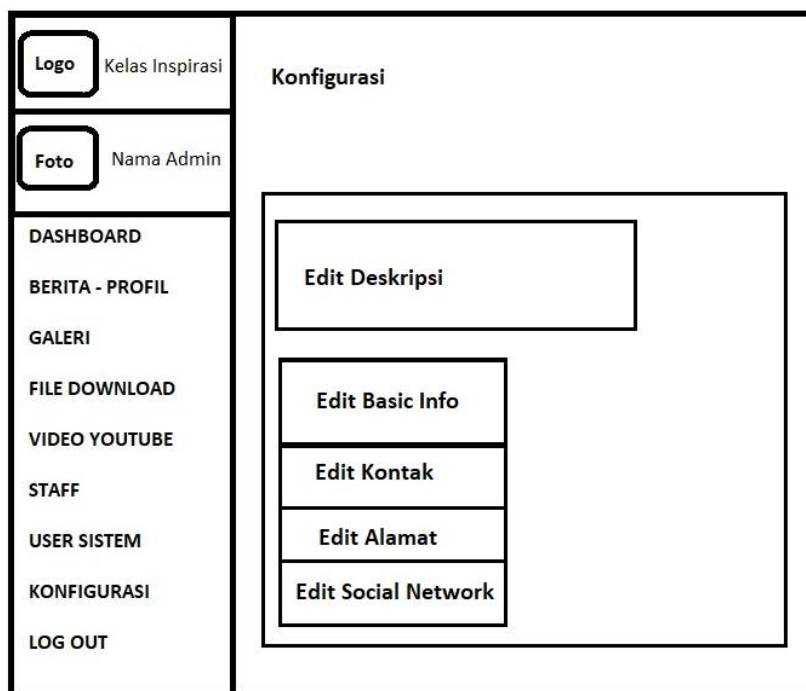 Logo Kelas Inspirasi
Foto Nama Admin
DASHBOARD
BERITA - PROFIL
GALERI
FILE DOWNLOAD
VIDEO YOUTUBE
STAFF
USER SISTEM
KONFIGURASI
LOG OUT
Konfigurasi
Edit Deskripsi
Edit Basic Info
Edit Kontak
Edit Alamat
Edit Social Network